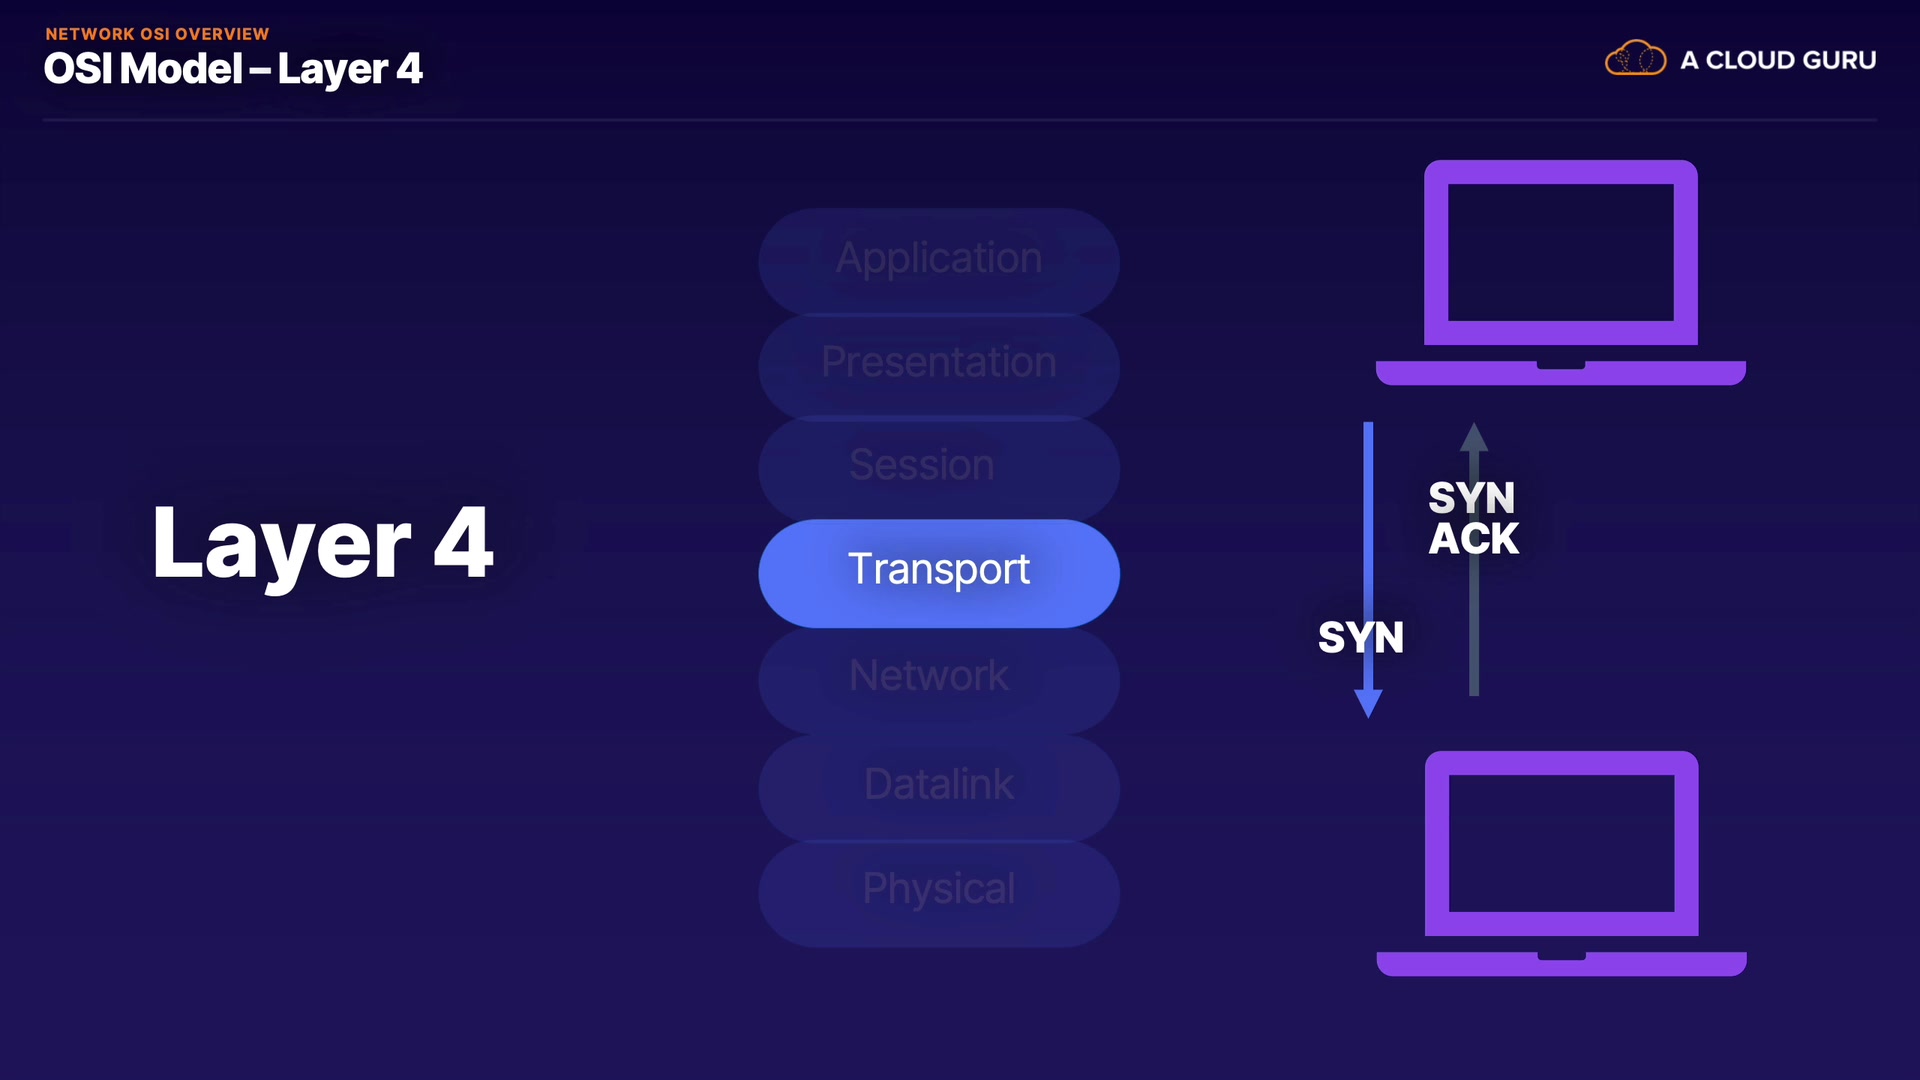 NETWORK OSI OVERVIEW
OSI Model – Layer 4
A CLOUD GURU
Layer 4
Application
Presentation
Session
Transport
Network
Datalink
Physical
SYN
ACK
SYN